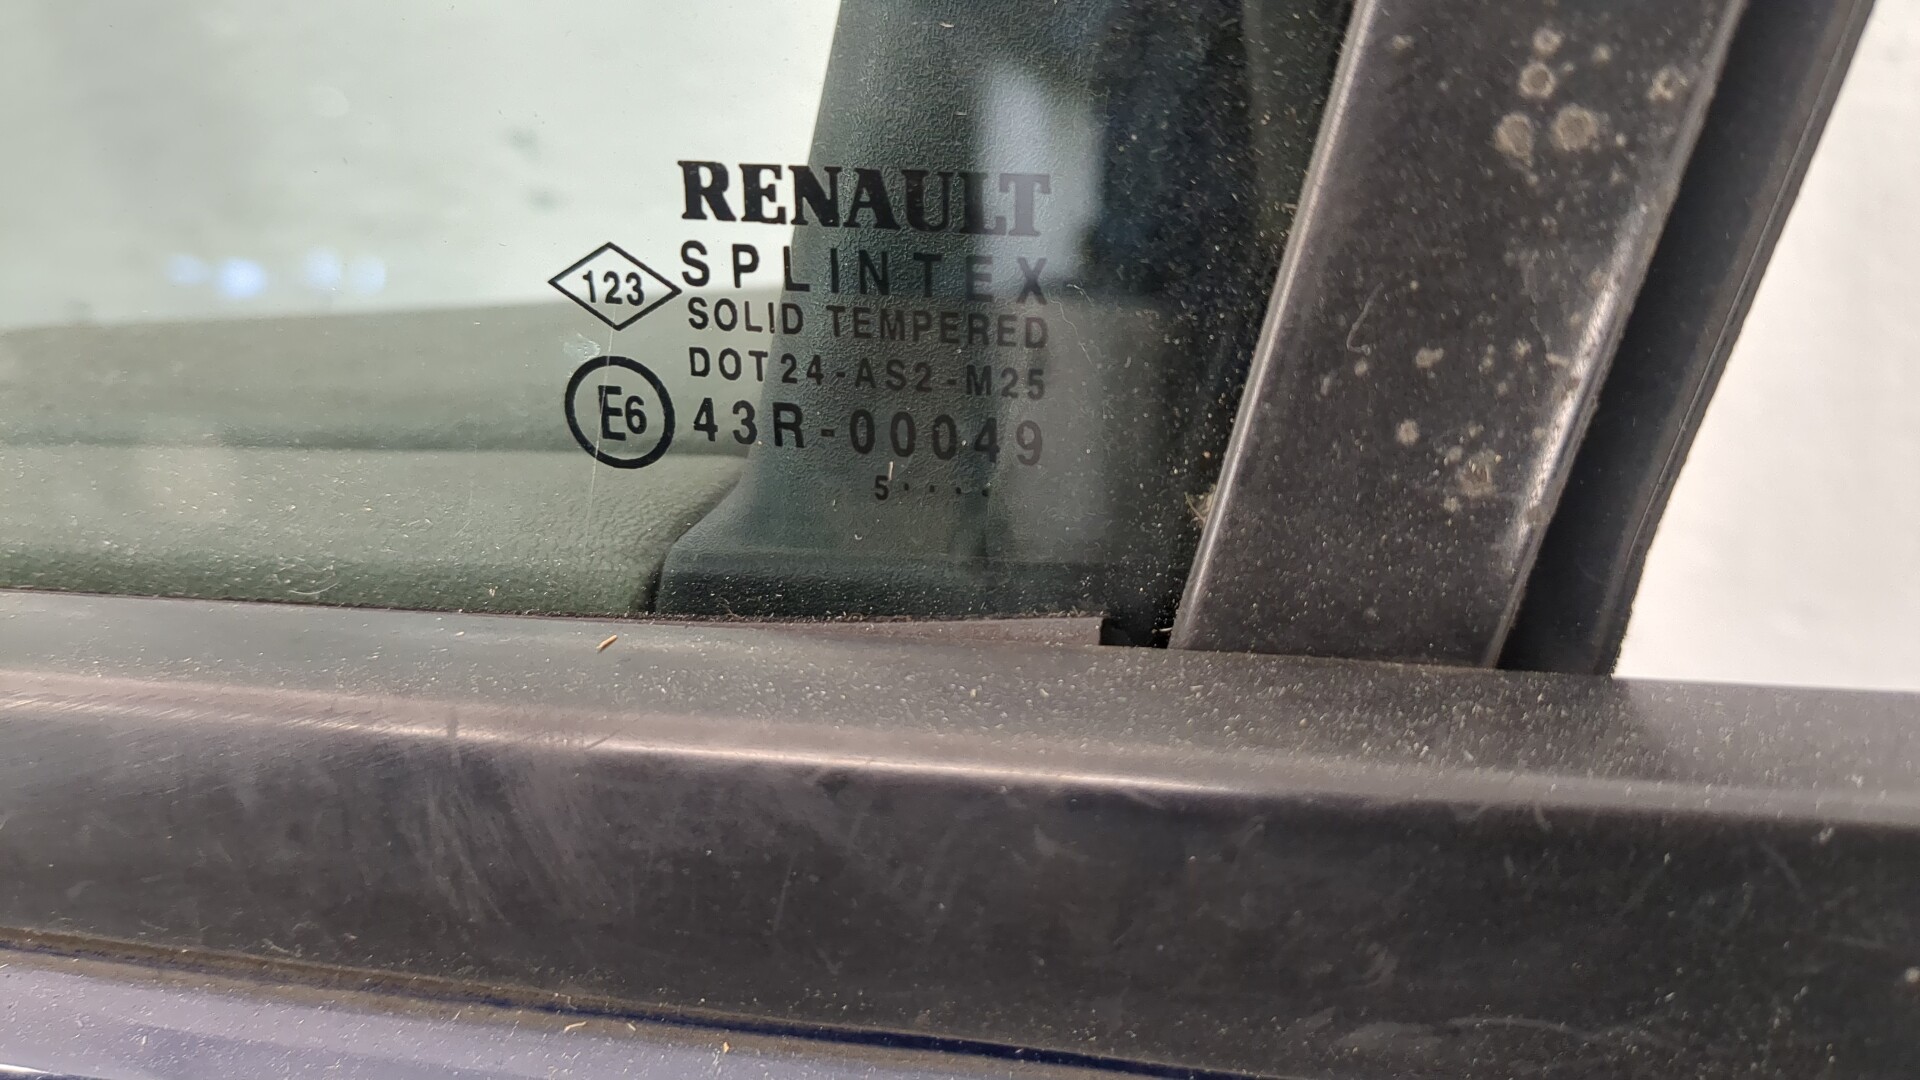 RENAULT
123 SPLINTEX
SOLID TEMPERED
DOT24-AS2-M25
E6 43R-00049
5····